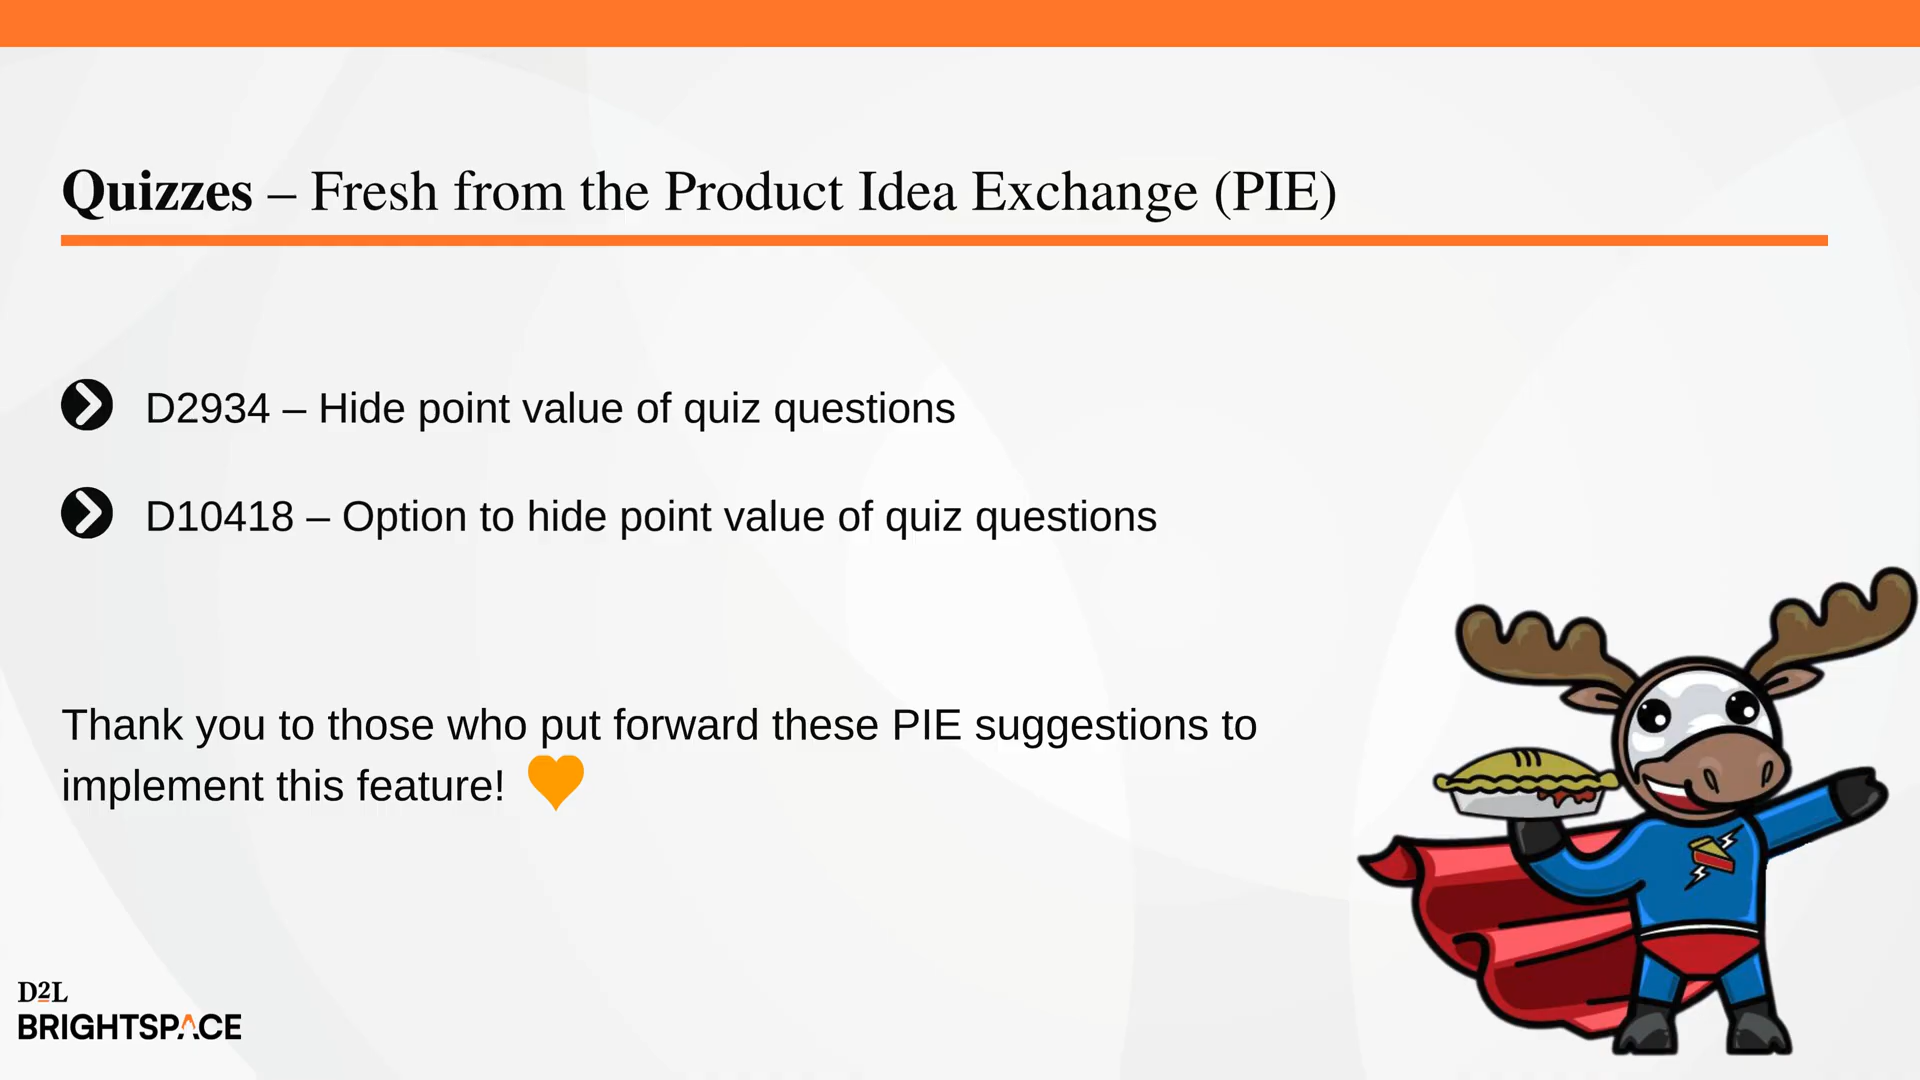 Quizzes – Fresh from the Product Idea Exchange (PIE)
D2934 – Hide point value of quiz questions
D10418 – Option to hide point value of quiz questions
Thank you to those who put forward these PIE suggestions to
implement this feature! 🧡
D2L
BRIGHTSPACE